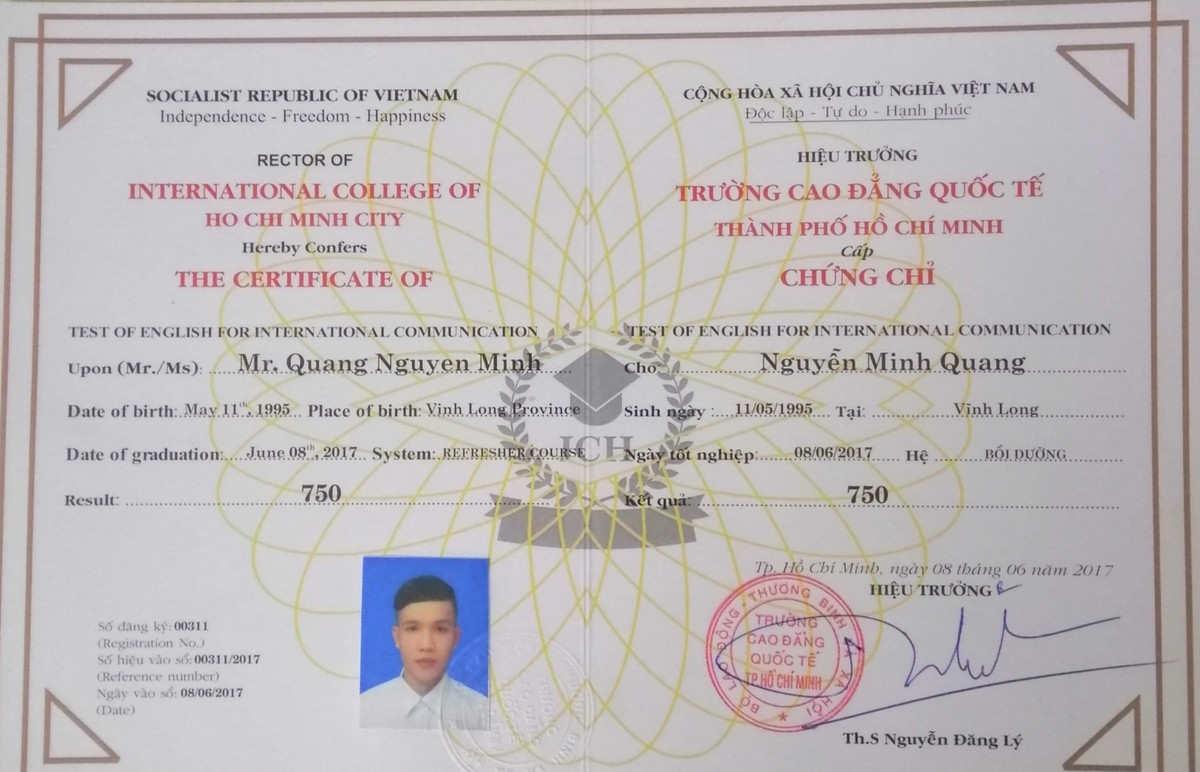 SOCIALIST REPUBLIC OF VIETNAM
Independence - Freedom - Happiness
RECTOR OF
INTERNATIONAL COLLEGE OF
HO CHI MINH CITY
Hereby Confers
THE CERTIFICATE OF
TEST OF ENGLISH FOR INTERNATIONAL COMMUNICATION
Upon (Mr./Ms): Mr. Quang Nguyen Minh
Date of birth: May 11th, 1995 Place of birth: Vinh Long Province
Date of graduation: June 08th, 2017 System: REFRESHER COURSE
Result: 750
Số đăng ký: 00311
(Registration No.)
Số hiệu vào sổ: 00311/2017
(Reference number)
Ngày vào sổ: 08/06/2017
(Date)
ICH
CỘNG HÒA XÃ HỘI CHỦ NGHĨA VIỆT NAM
Độc lập - Tự do - Hạnh phúc
HIỆU TRƯỞNG
TRƯỜNG CAO ĐẲNG QUỐC TẾ
THÀNH PHỐ HỒ CHÍ MINH
Cấp
CHỨNG CHỈ
TEST OF ENGLISH FOR INTERNATIONAL COMMUNICATION
Cho Nguyễn Minh Quang
Sinh ngày : 11/05/1995 Tại: Vĩnh Long
Ngày tốt nghiệp: 08/06/2017 Hệ BỒI DƯỠNG
Kết quả: 750
Tp. Hồ Chí Minh, ngày 08 tháng 06 năm 2017
HIỆU TRƯỞNG
BỘ LAO ĐỘNG - THƯƠNG BINH VÀ XÃ HỘI
TRƯỜNG
CAO ĐẲNG
QUỐC TẾ
TP.HỒ CHÍ MINH
Th.S Nguyễn Đăng Lý